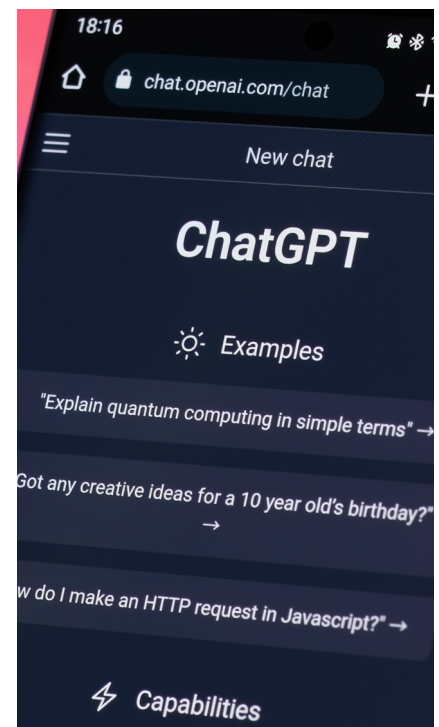 18:16
chat.openai.com/chat
New chat
ChatGPT
Examples
"Explain quantum computing in simple terms" →
Got any creative ideas for a 10 year old's birthday?"
→
do I make an HTTP request in Javascript?" →
Capabilities